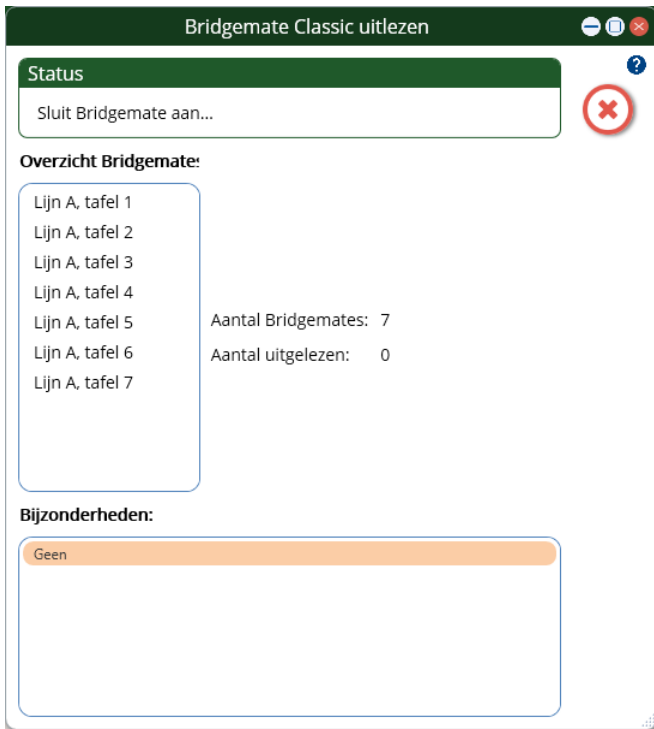 Bridgemate Classic uitlezen
Status
Sluit Bridgemate aan...
Overzicht Bridgemates
Lijn A, tafel 1
Lijn A, tafel 2
Lijn A, tafel 3
Lijn A, tafel 4
Lijn A, tafel 5
Lijn A, tafel 6
Lijn A, tafel 7
Aantal Bridgemates: 7
Aantal uitgelezen: 0
Bijzonderheden:
Geen